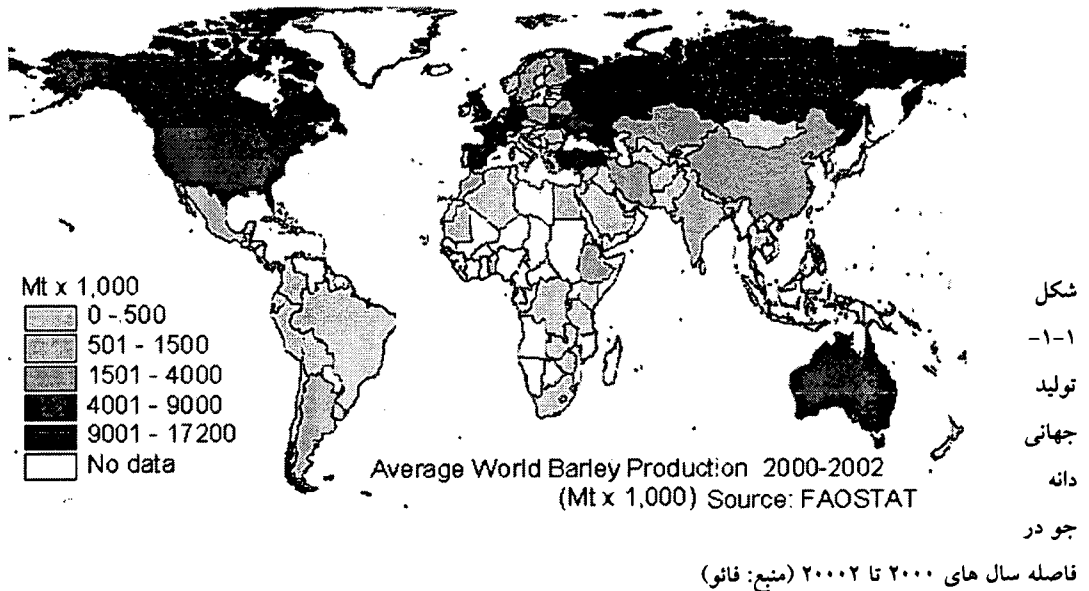 Mt x 1,000
0 - 500
501 - 1500
1501 - 4000
4001 - 9000
9001 - 17200
No data
Average World Barley Production 2000-2002
(Mt x 1,000) Source: FAOSTAT
شکل
۱-۱-
تولید
جهانی
دانه
جو در
فاصله سال های ۲۰۰۰ تا ۲۰۰۰۲ (منبع: فائو)